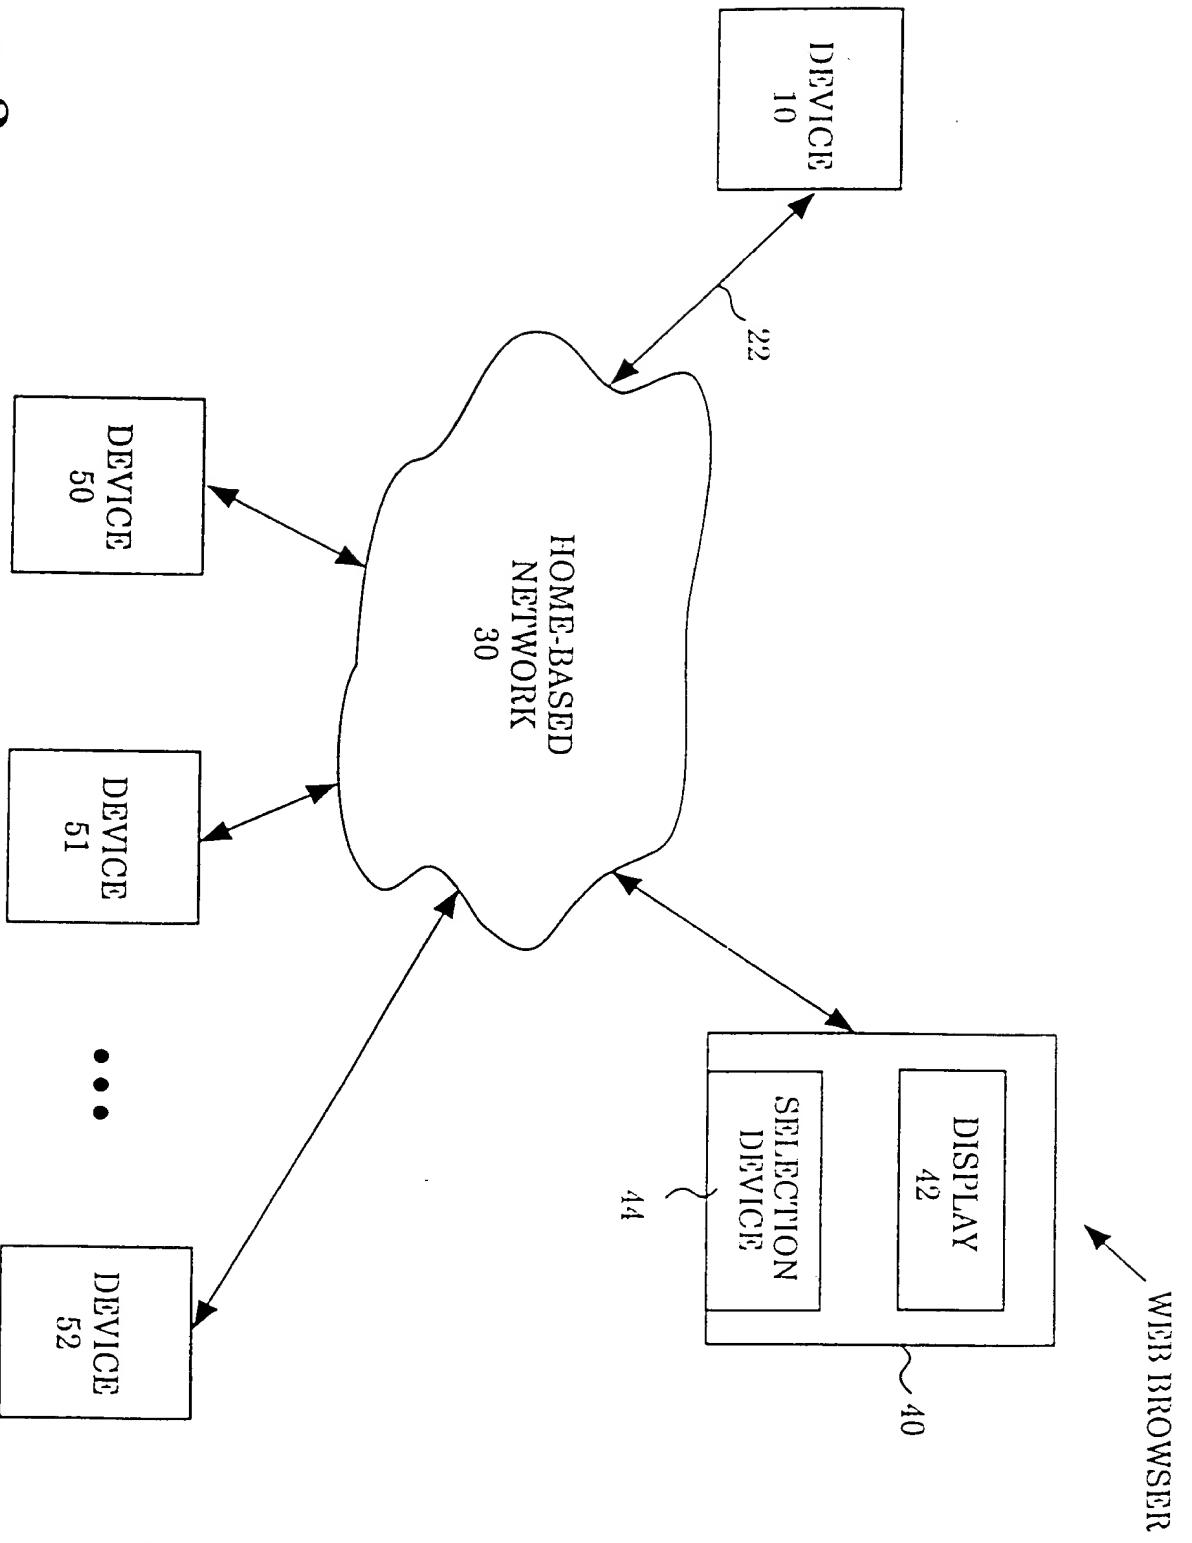 WEB BROWSER
DEVICE
10
22
DISPLAY
42
40
SELECTION
DEVICE
44
HOME-BASED
NETWORK
30
DEVICE
50
DEVICE
51
DEVICE
52